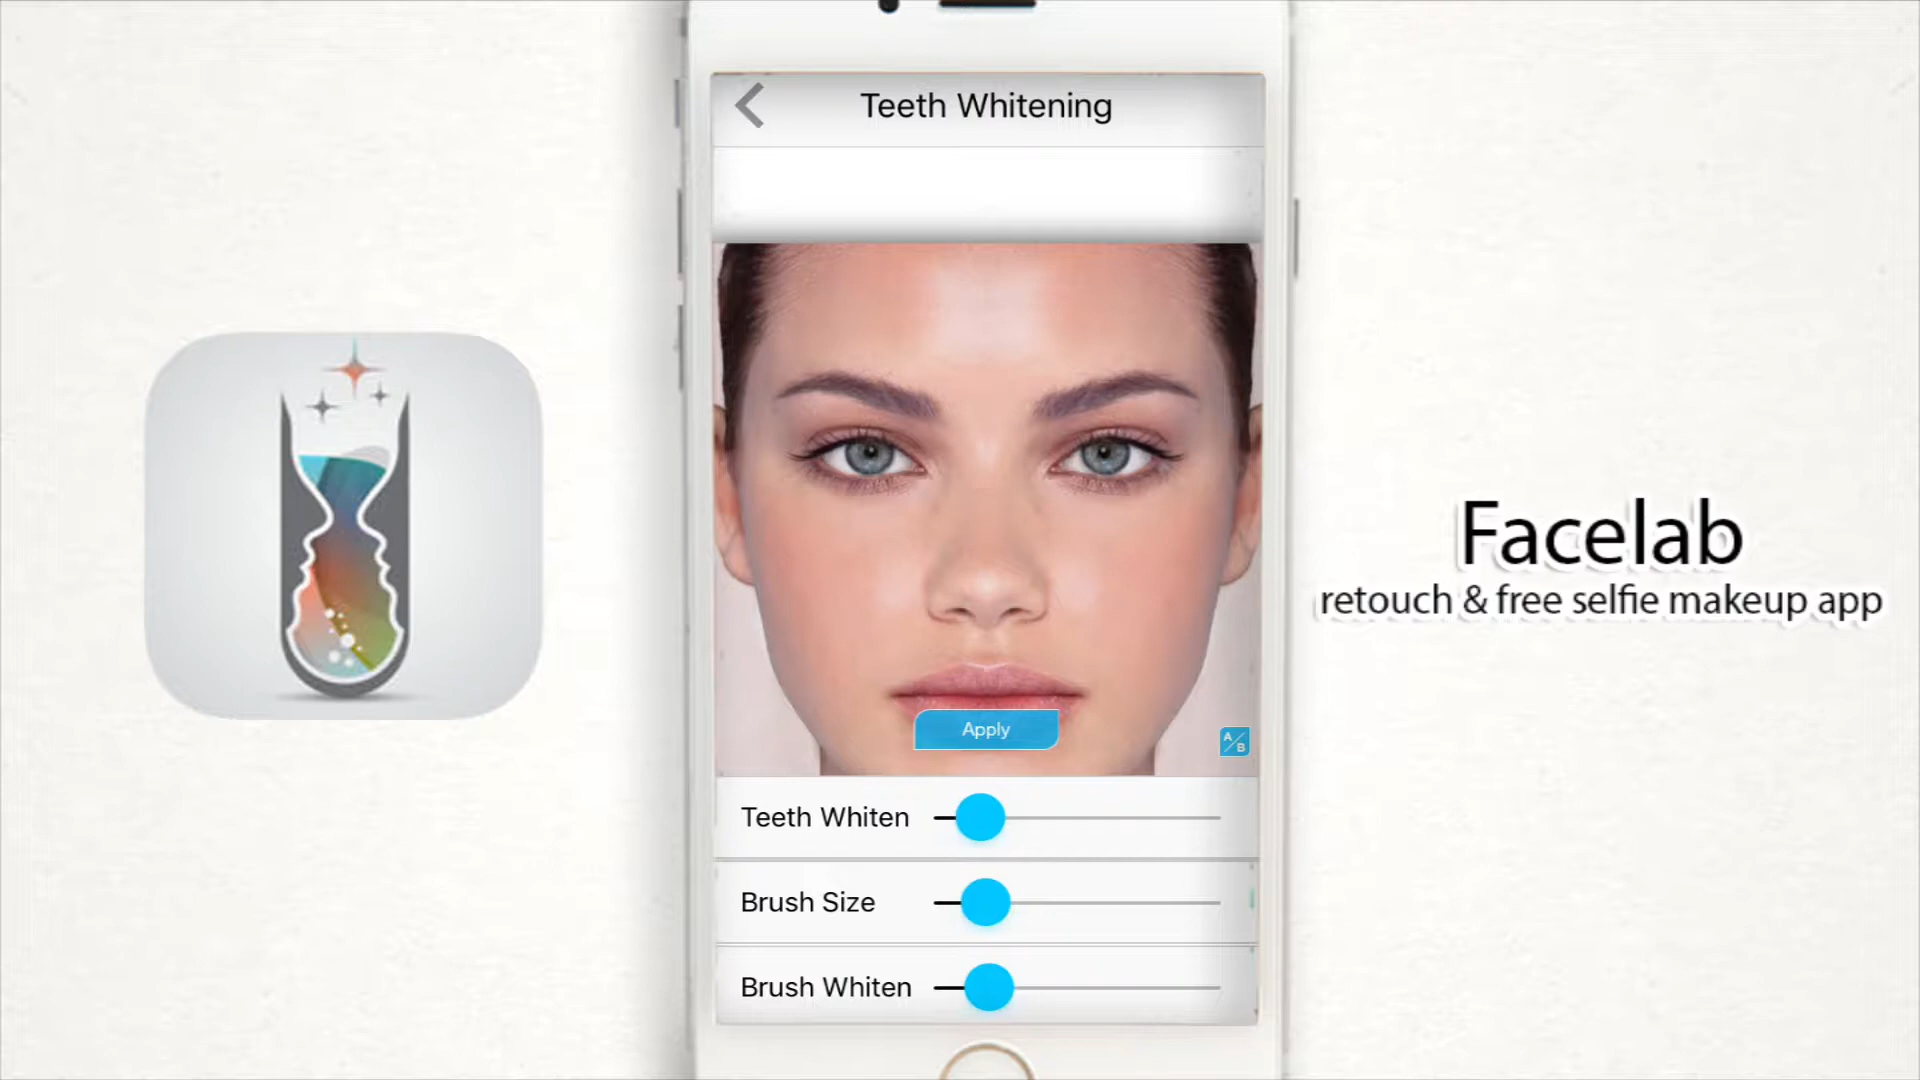 Teeth Whitening
Apply
A/B
Teeth Whiten
Brush Size
Brush Whiten
Facelab
retouch & free selfie makeup app